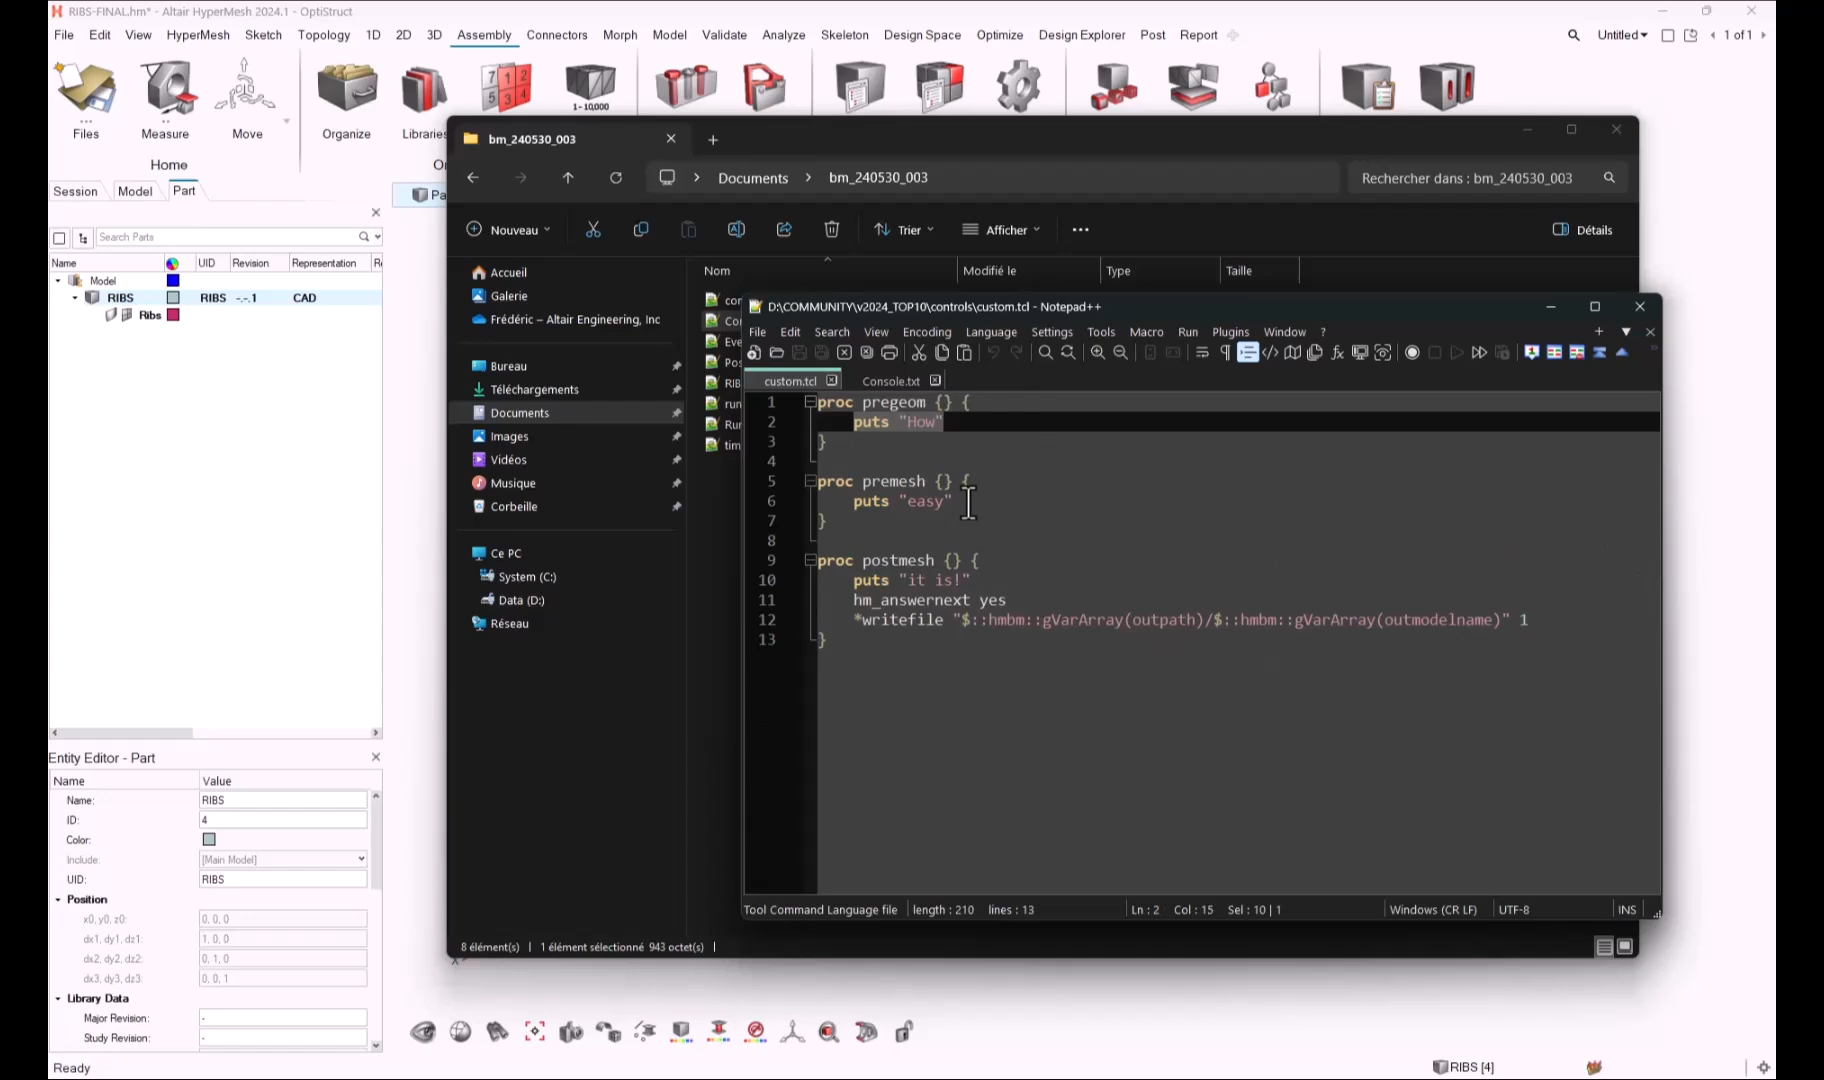 RIBS-FINAL.hm* - Altair HyperMesh 2024.1 - OptiStruct
File Edit View HyperMesh Sketch Topology 1D 2D 3D Assembly Connectors Morph Model Validate Analyze Skeleton Design Space Optimize Design Explorer Post Report Untitled 1 of 1
1-10,000
Files Measure Move Organize Libraries
Home
Session Model Part
Search Parts
Name UID Revision Representation
Model
RIBS RIBS -.-.1 CAD
Ribs
Entity Editor - Part
Name Value
Name: RIBS
ID: 4
Color:
Include: [Main Model]
UID: RIBS
Position
x0, y0, z0: 0, 0, 0
dx1, dy1, dz1: 1, 0, 0
dx2, dy2, dz2: 0, 1, 0
dx3, dy3, dz3: 0, 0, 1
Library Data
Major Revision: -
Study Revision: -
Ready
RIBS [4]
bm_240530_003
Documents bm_240530_003
Rechercher dans : bm_240530_003
Nouveau Trier Afficher Détails
Nom Modifié le Type Taille
Accueil
Galerie
Frédéric – Altair Engineering, Inc
Bureau
Téléchargements
Documents
Images
Vidéos
Musique
Corbeille
Ce PC
System (C:)
Data (D:)
Réseau
8 élément(s) 1 élément sélectionné 943 octet(s)
D:\COMMUNITY\v2024_TOP10\controls\custom.tcl - Notepad++
File Edit Search View Encoding Language Settings Tools Macro Run Plugins Window ?
custom.tcl Console.txt
1 proc pregeom {} {
2 puts "How"
3 }
4
5 proc premesh {} {
6 puts "easy"
7 }
8
9 proc postmesh {} {
10 puts "it is!"
11 hm_answernext yes
12 *writefile "$::hmbm::gVarArray(outpath)/$::hmbm::gVarArray(outmodelname)" 1
13 }
Tool Command Language file length : 210 lines : 13 Ln : 2 Col : 15 Sel : 10 | 1 Windows (CR LF) UTF-8 INS